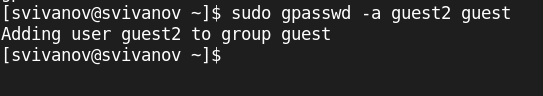 [svivanov@svivanov ~]$ sudo gpasswd -a guest2 guest
Adding user guest2 to group guest
[svivanov@svivanov ~]$